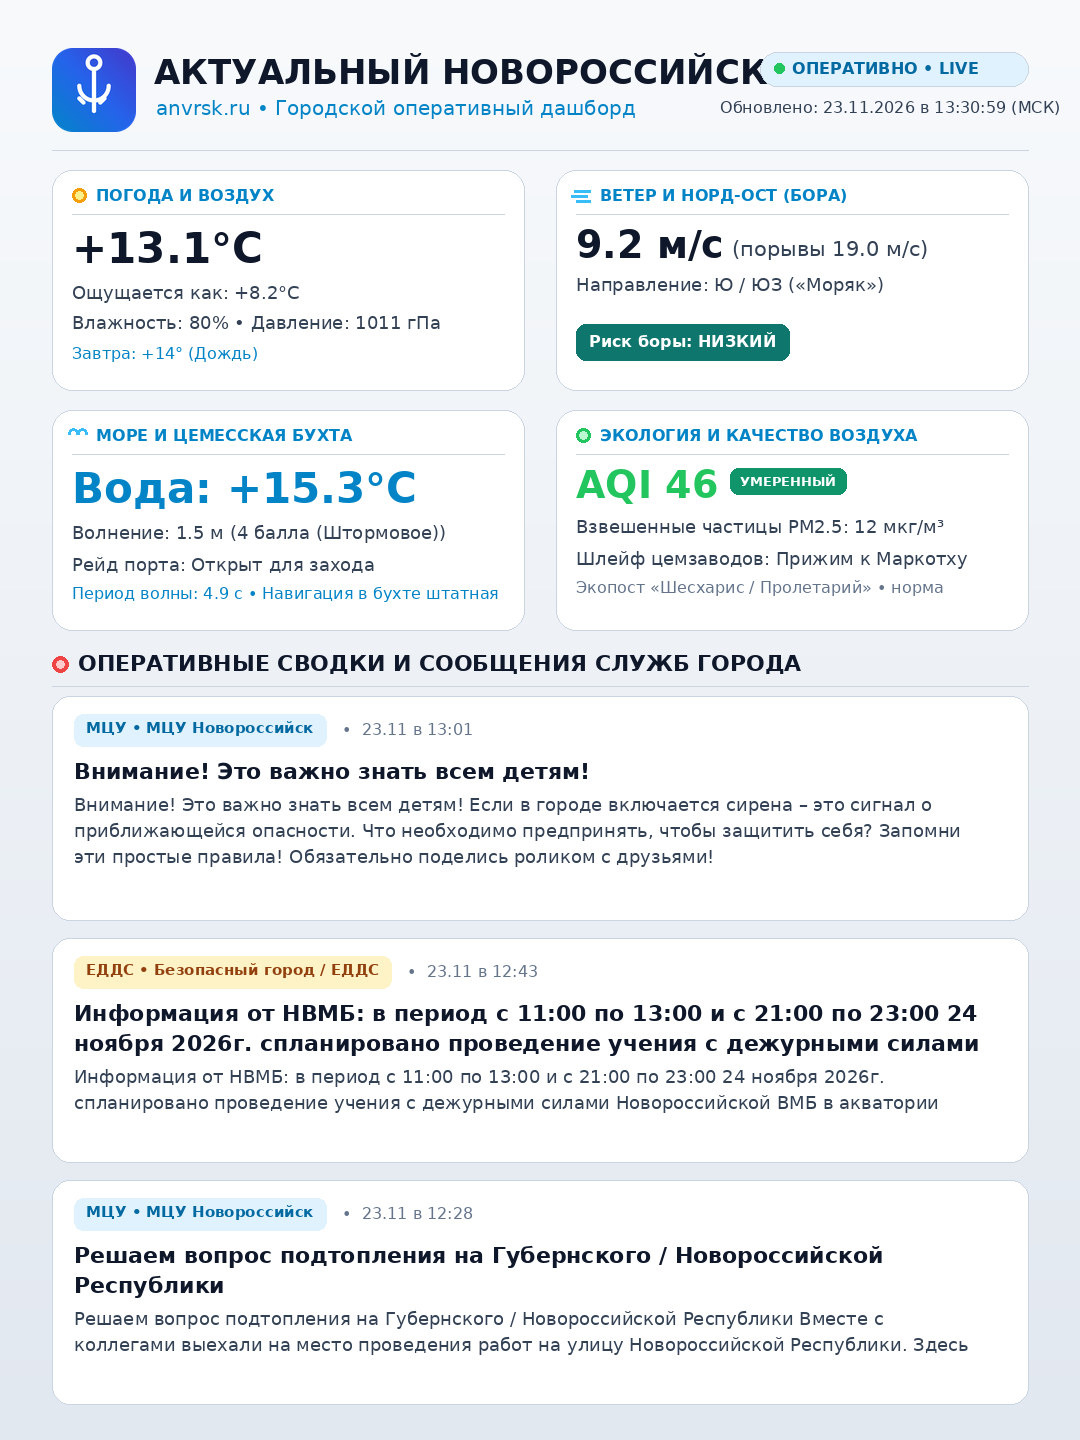 АКТУАЛЬНЫЙ НОВОРОССИЙСК
ОПЕРАТИВНО • LIVE
anvrsk.ru • Городской оперативный дашборд
Обновлено: 23.11.2026 в 13:30:59 (МСК)
ПОГОДА И ВОЗДУХ
+13.1°C
Ощущается как: +8.2°C
Влажность: 80% • Давление: 1011 гПа
Завтра: +14° (Дождь)
ВЕТЕР И НОРД-ОСТ (БОРА)
9.2 м/с (порывы 19.0 м/с)
Направление: Ю / ЮЗ («Моряк»)
Риск боры: НИЗКИЙ
МОРЕ И ЦЕМЕССКАЯ БУХТА
Вода: +15.3°C
Волнение: 1.5 м (4 балла (Штормовое))
Рейд порта: Открыт для захода
Период волны: 4.9 с • Навигация в бухте штатная
ЭКОЛОГИЯ И КАЧЕСТВО ВОЗДУХА
AQI 46 УМЕРЕННЫЙ
Взвешенные частицы PM2.5: 12 мкг/м³
Шлейф цемзаводов: Прижим к Маркотху
Экопост «Шесхарис / Пролетарий» • норма
ОПЕРАТИВНЫЕ СВОДКИ И СООБЩЕНИЯ СЛУЖБ ГОРОДА
МЦУ • МЦУ Новороссийск • 23.11 в 13:01
Внимание! Это важно знать всем детям!
Внимание! Это важно знать всем детям! Если в городе включается сирена – это сигнал о
приближающейся опасности. Что необходимо предпринять, чтобы защитить себя? Запомни
эти простые правила! Обязательно поделись роликом с друзьями!
ЕДДС • Безопасный город / ЕДДС • 23.11 в 12:43
Информация от НВМБ: в период с 11:00 по 13:00 и с 21:00 по 23:00 24
ноября 2026г. спланировано проведение учения с дежурными силами
Информация от НВМБ: в период с 11:00 по 13:00 и с 21:00 по 23:00 24 ноября 2026г.
спланировано проведение учения с дежурными силами Новороссийской ВМБ в акватории
МЦУ • МЦУ Новороссийск • 23.11 в 12:28
Решаем вопрос подтопления на Губернского / Новороссийской
Республики
Решаем вопрос подтопления на Губернского / Новороссийской Республики Вместе с
коллегами выехали на место проведения работ на улицу Новороссийской Республики. Здесь